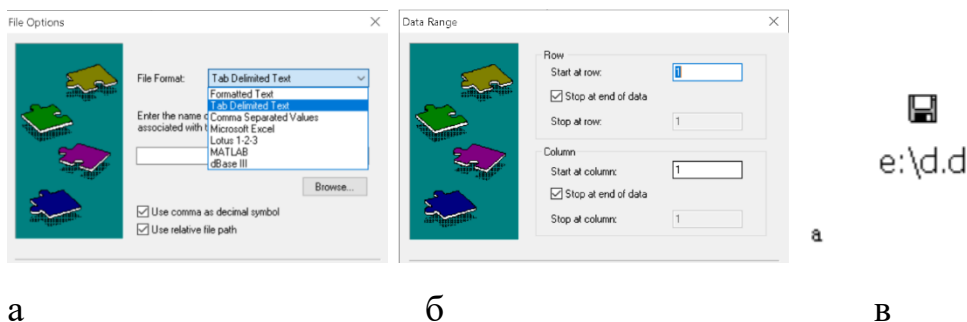 File Options
File Format: Tab Delimited Text
Formatted Text
Tab Delimited Text
Enter the name o Comma Separated Values
associated with t Microsoft Excel
Lotus 1-2-3
MATLAB
dBase III
Browse...
Use comma as decimal symbol
Use relative file path
Data Range
Row
Start at row: 1
Stop at end of data
Stop at row: 1
Column
Start at column: 1
Stop at end of data
Stop at column: 1
e:\d.d
a
а
б
в